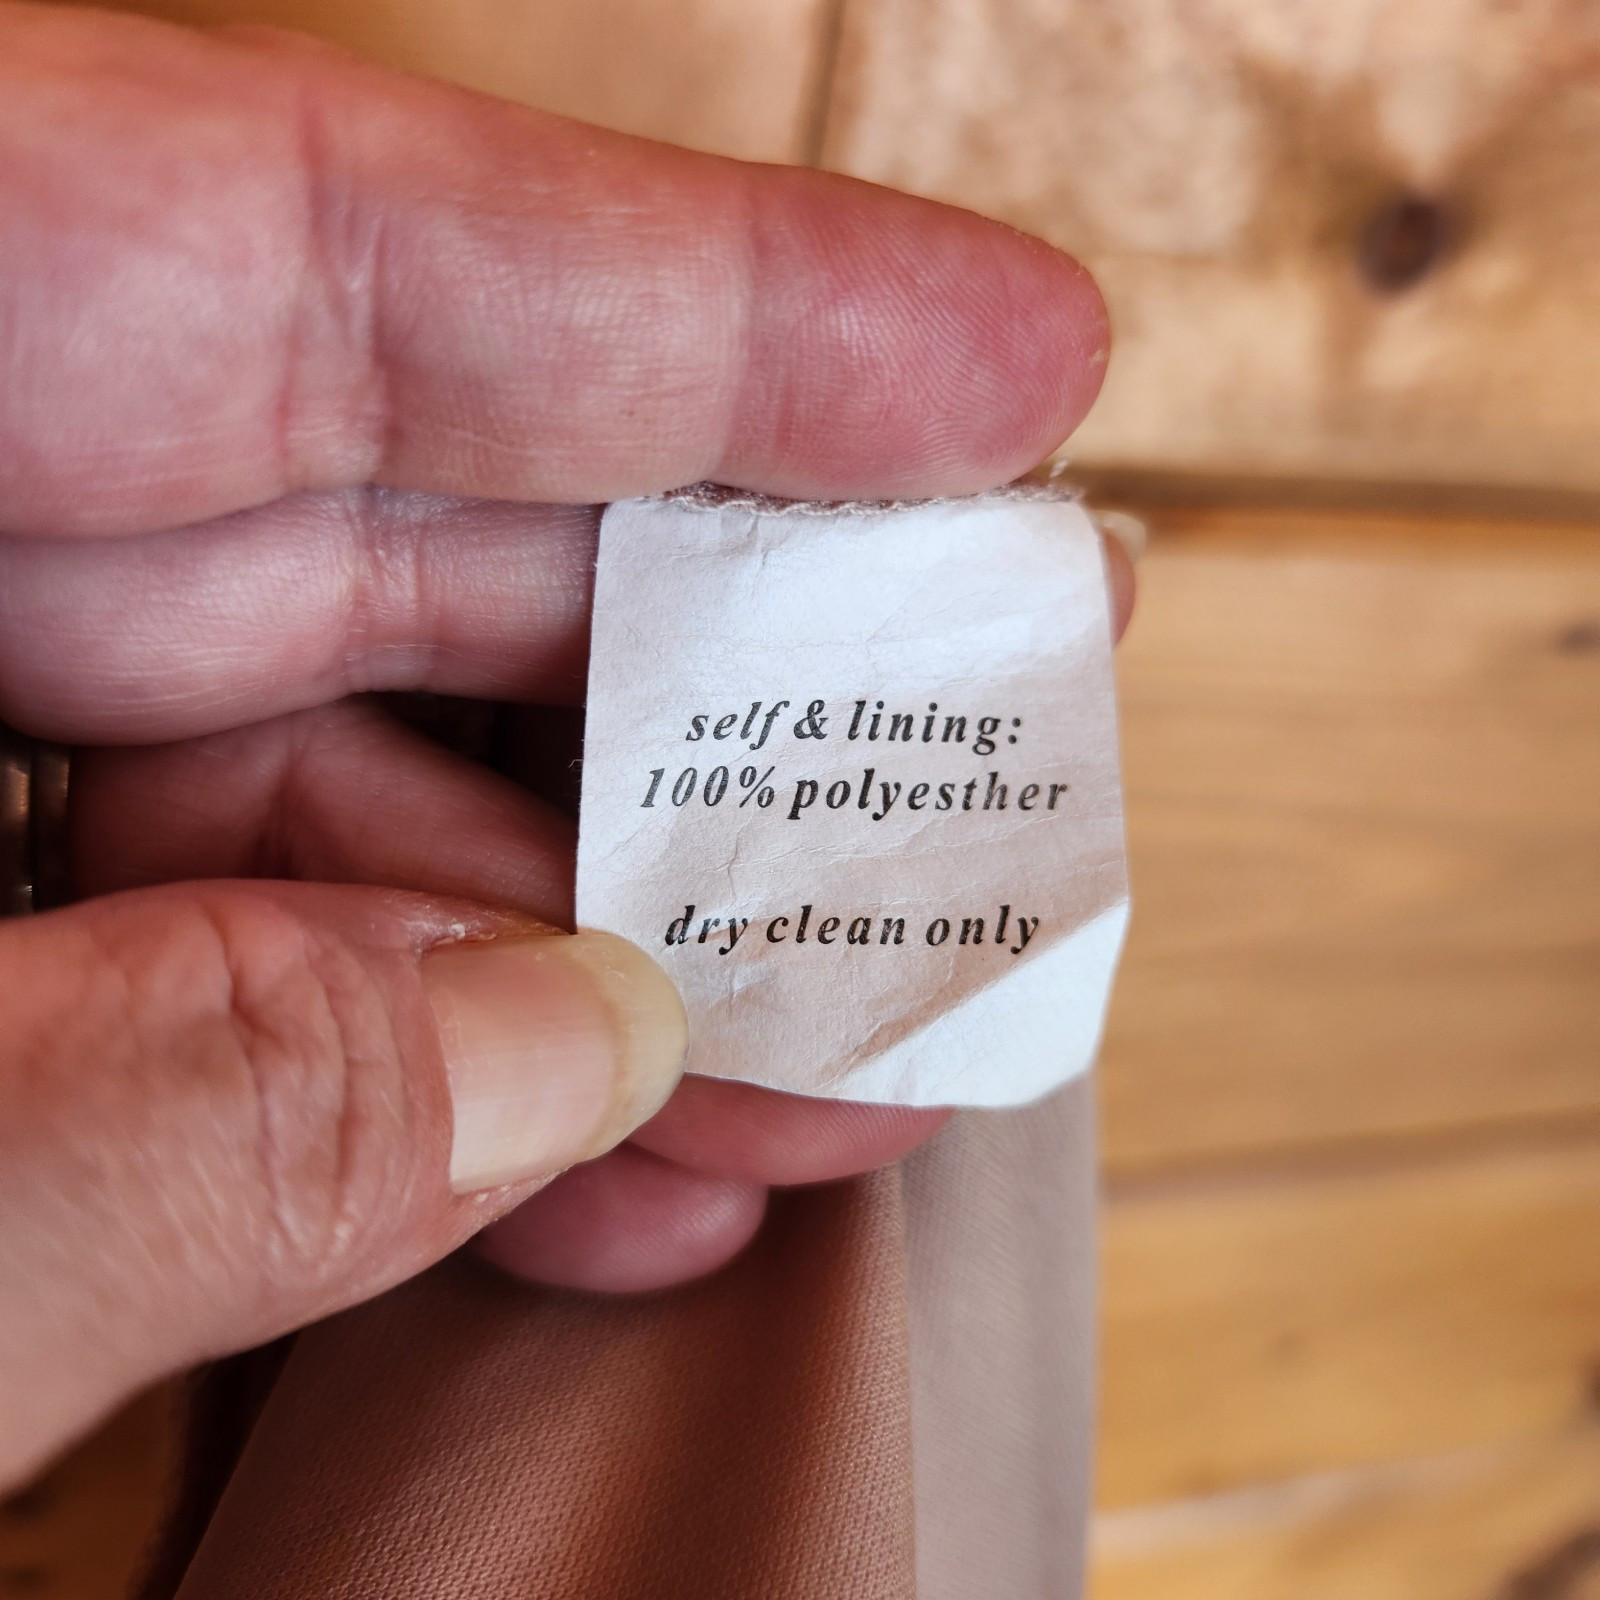 self & lining:
100% polyesther
dry clean only